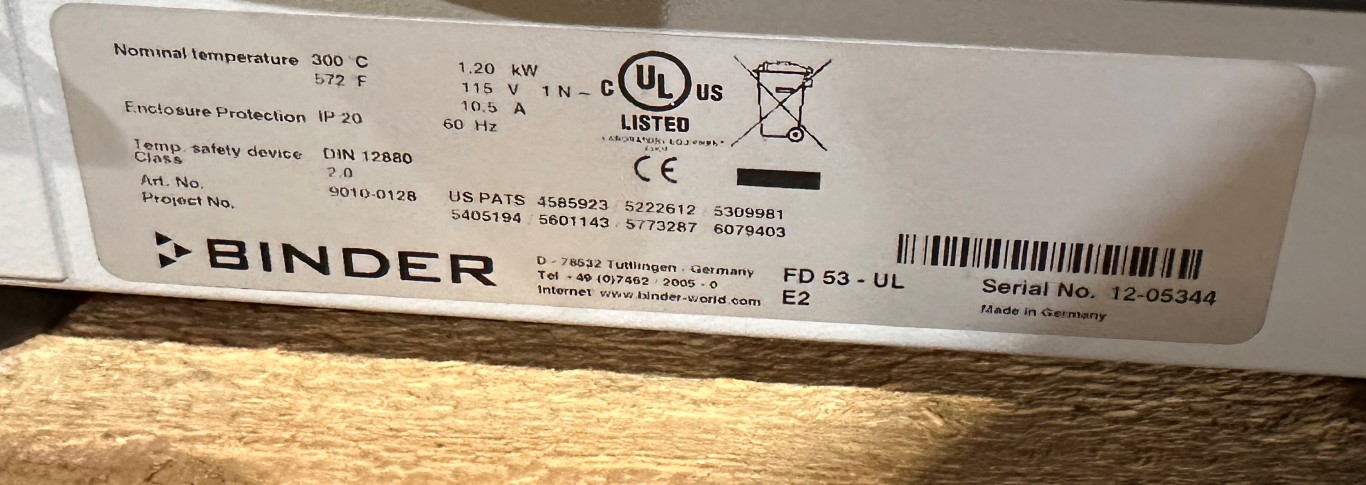 Nominal temperature 300 °C
572 F
Enclosure Protection IP 20
Temp. safety device DIN 12880
Class 2.0
Art. No. 9010-0128
Project No.
1.20 kW
115 V 1 N ~
10.5 A
60 Hz
C UL US
LISTED
CE
US PATS 4585923 / 5222612 / 5309981
5405194 / 5601143 / 5773287 / 6079403
BINDER
D - 78532 Tuttlingen / Germany
Tel + 49 (0)7462 / 2005 - 0
Internet www.binder-world.com
FD 53 - UL
E2
Serial No. 12-05344
Made in Germany